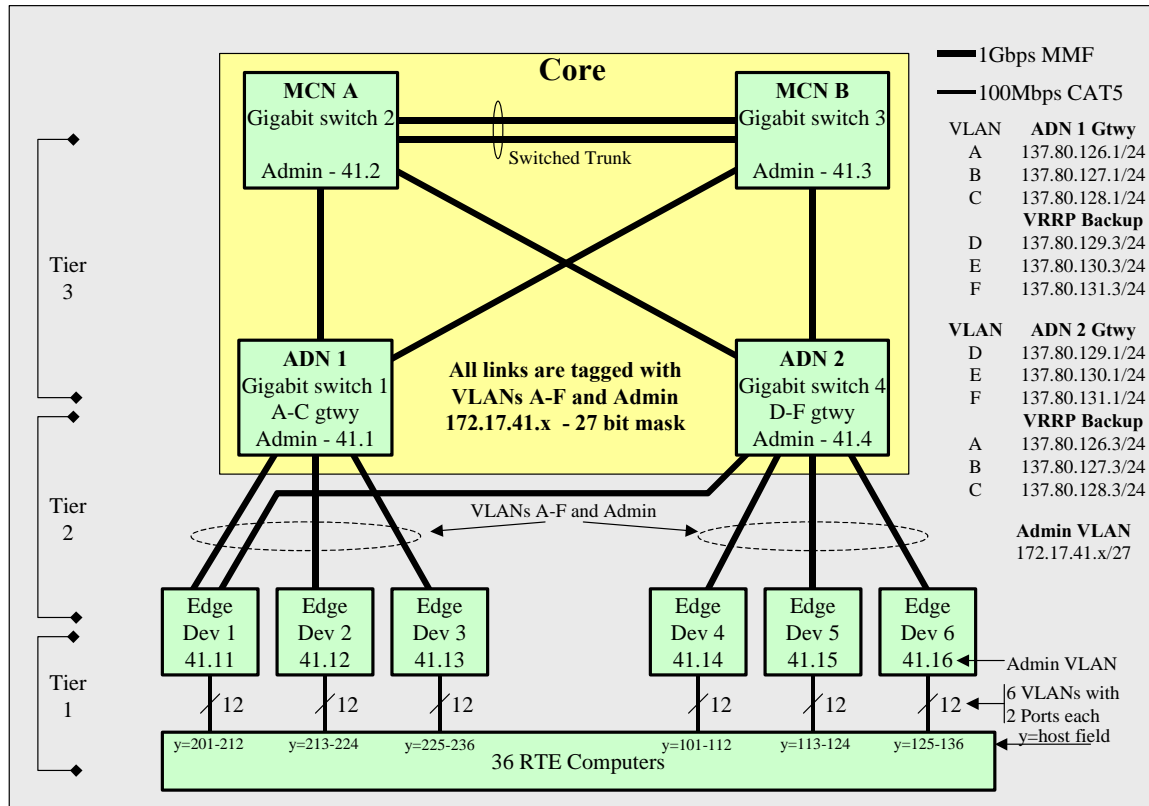 Core
MCN A
Gigabit switch 2
Admin - 41.2
MCN B
Gigabit switch 3
Admin - 41.3
Switched Trunk
1Gbps MMF
100Mbps CAT5
VLAN ADN 1 Gtwy
A 137.80.126.1/24
B 137.80.127.1/24
C 137.80.128.1/24
VRRP Backup
D 137.80.129.3/24
E 137.80.130.3/24
F 137.80.131.3/24
VLAN ADN 2 Gtwy
D 137.80.129.1/24
E 137.80.130.1/24
F 137.80.131.1/24
VRRP Backup
A 137.80.126.3/24
B 137.80.127.3/24
C 137.80.128.3/24
Admin VLAN
172.17.41.x/27
Tier
3
ADN 1
Gigabit switch 1
A-C gtwy
Admin - 41.1
All links are tagged with
VLANs A-F and Admin
172.17.41.x - 27 bit mask
ADN 2
Gigabit switch 4
D-F gtwy
Admin - 41.4
Tier
2
VLANs A-F and Admin
Edge
Dev 1
41.11
Edge
Dev 2
41.12
Edge
Dev 3
41.13
Edge
Dev 4
41.14
Edge
Dev 5
41.15
Edge
Dev 6
41.16
Admin VLAN
Tier
1
12
12
12
12
12
12
6 VLANs with
2 Ports each
y=host field
y=201-212
y=213-224
y=225-236
y=101-112
y=113-124
y=125-136
36 RTE Computers